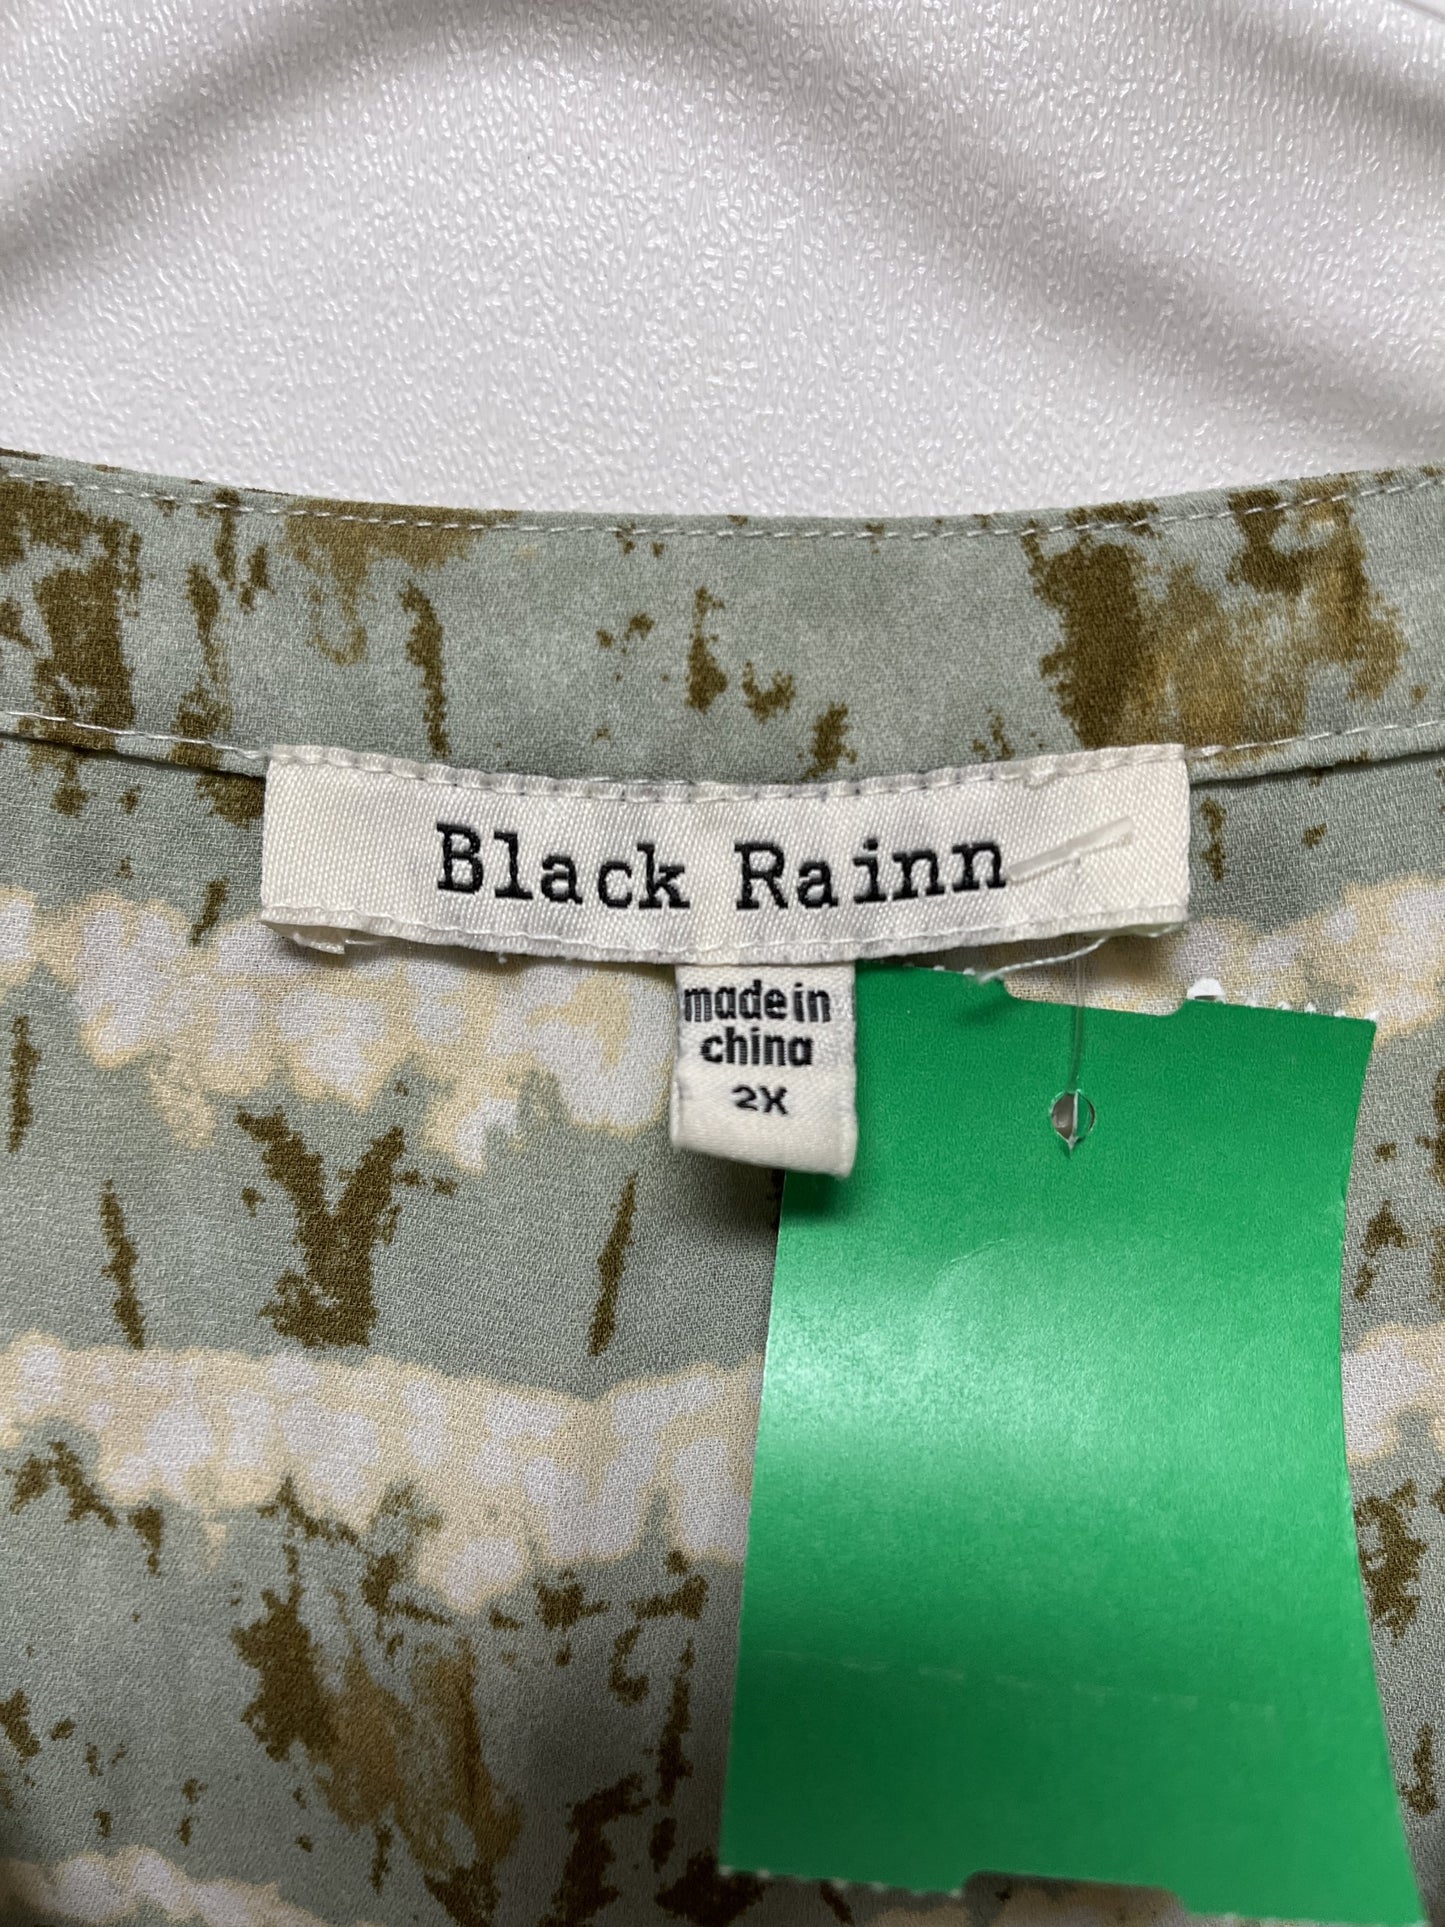 Black Rainn
made in
china
2X